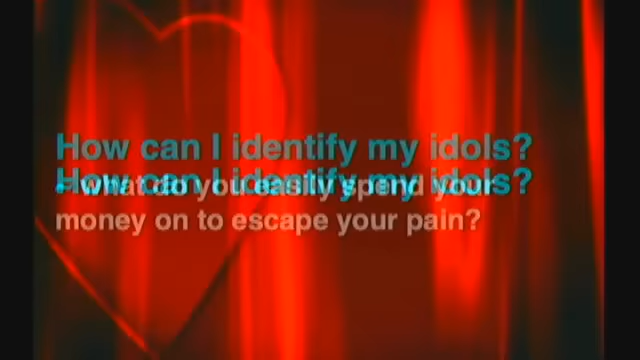 How can I identify my idols?
How can I identify my idols?
• what do you easily spend your
money on to escape your pain?